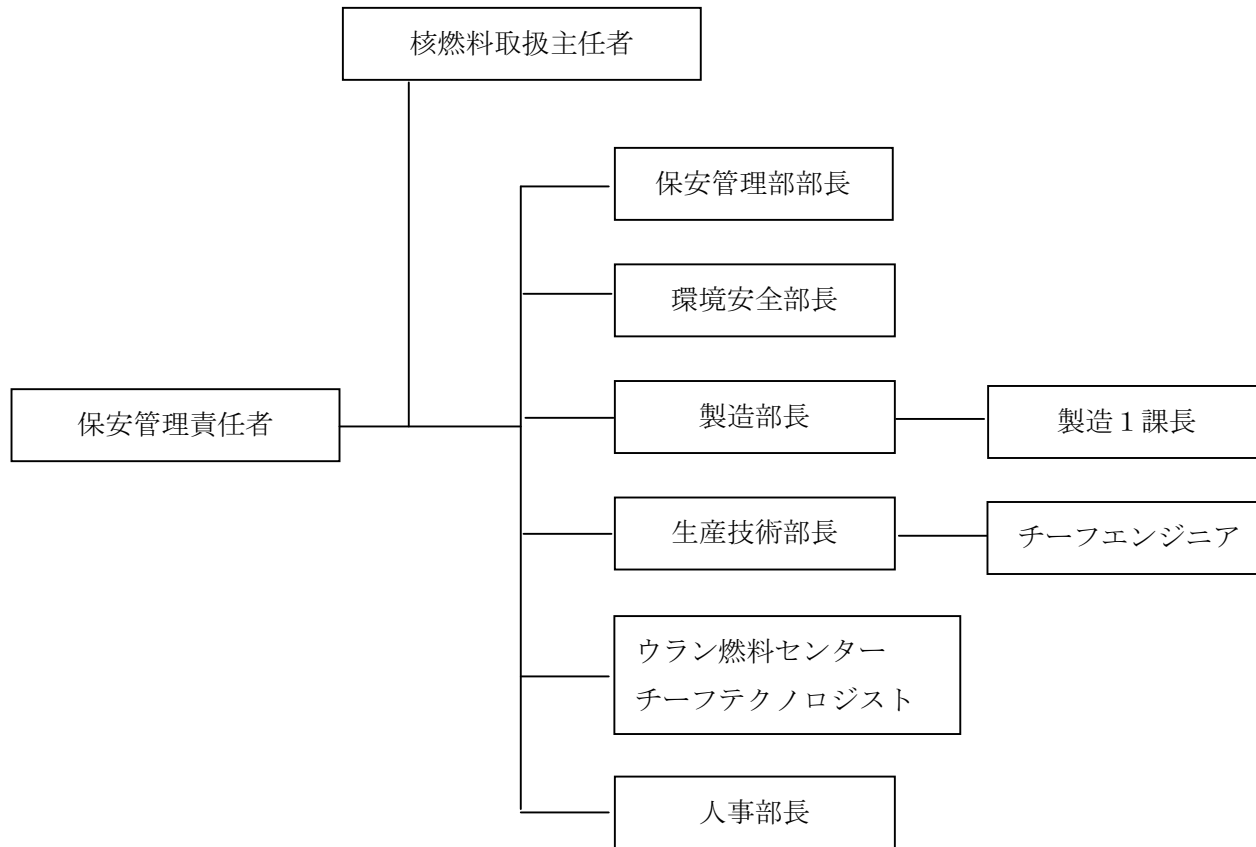 核燃料取扱主任者
保安管理部部長
環境安全部長
保安管理責任者
製造部長
製造１課長
生産技術部長
チーフエンジニア
ウラン燃料センター
チーフテクノロジスト
人事部長